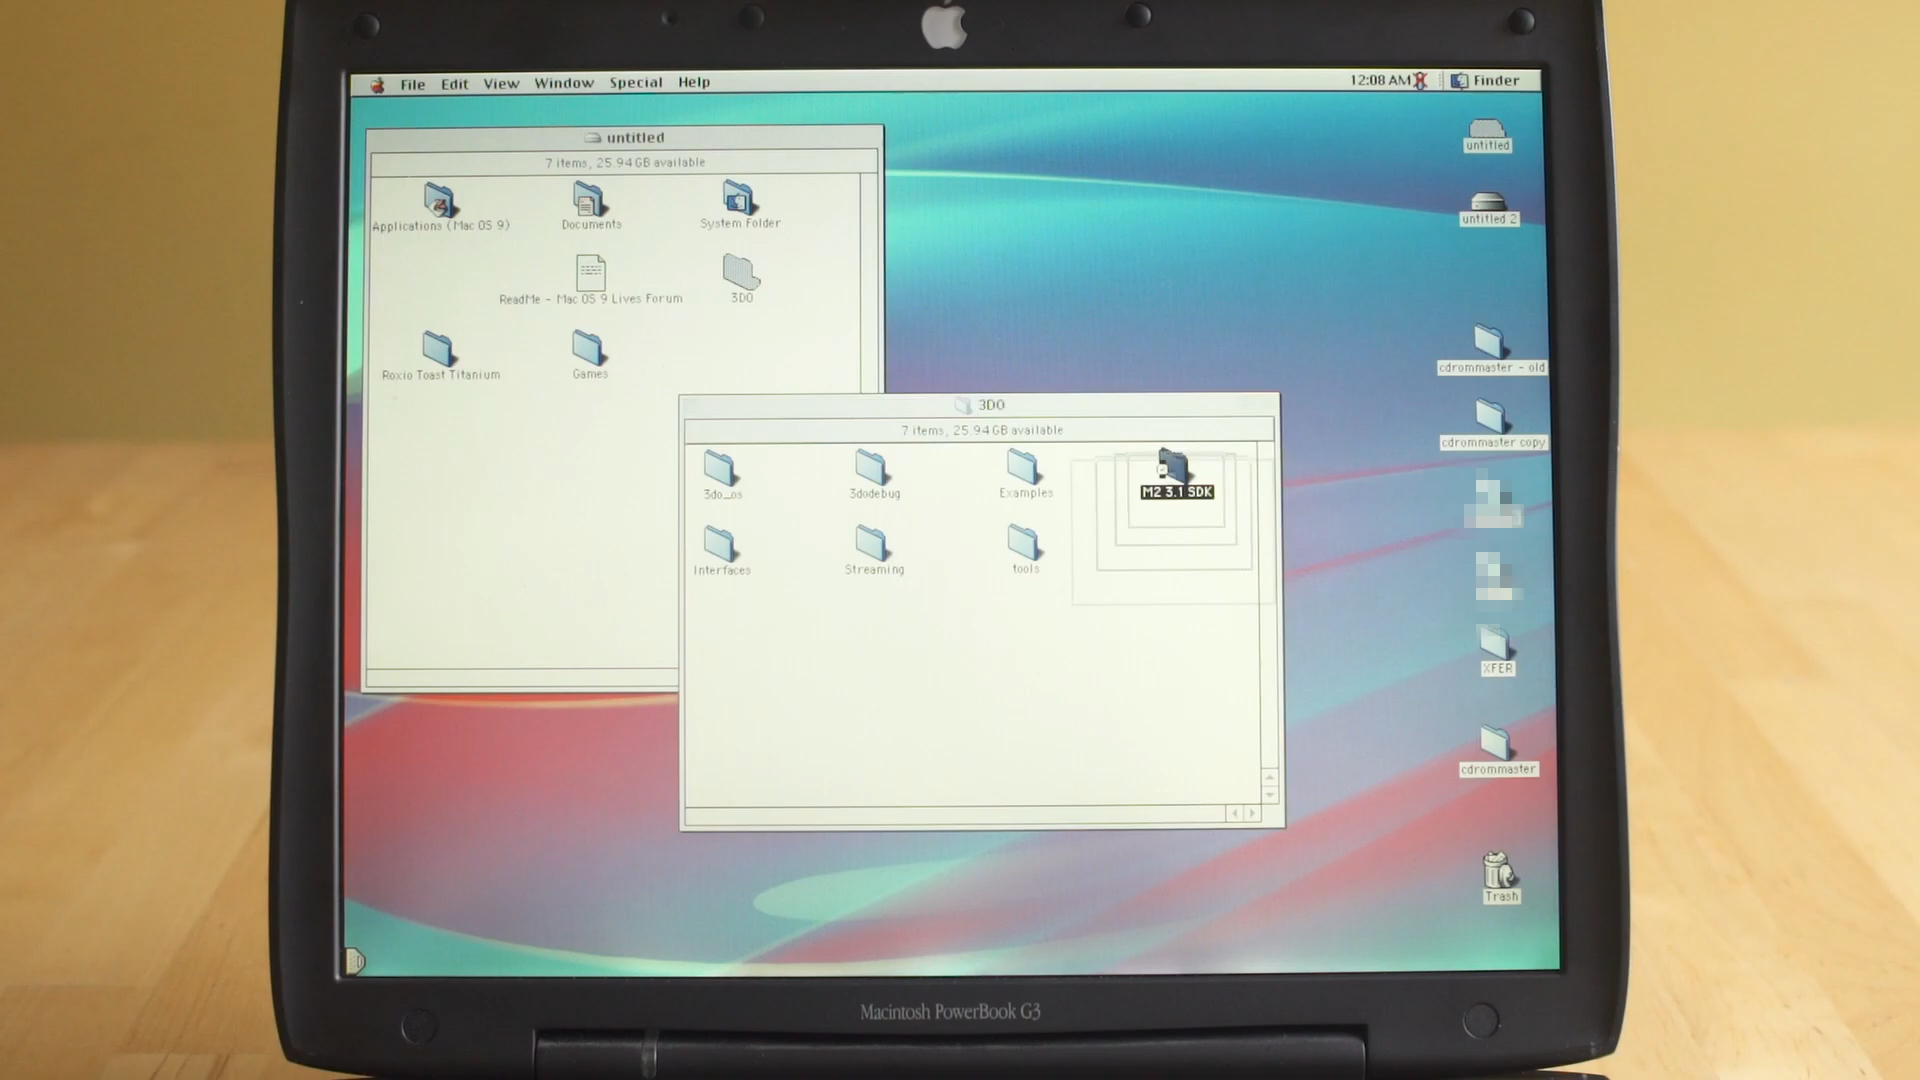 File Edit View Window Special Help
12:08 AM
Finder
untitled
7 items, 25.94 GB available
Applications (Mac OS 9)
Documents
System Folder
ReadMe - Mac OS 9 Lives Forum
3DO
Roxio Toast Titanium
Games
3DO
7 items, 25.94 GB available
3do_os
3dodebug
Examples
M2 3.1 SDK
Interfaces
Streaming
tools
untitled
untitled 2
cdrommaster - old
cdrommaster copy
XFER
cdrommaster
Trash
Macintosh PowerBook G3